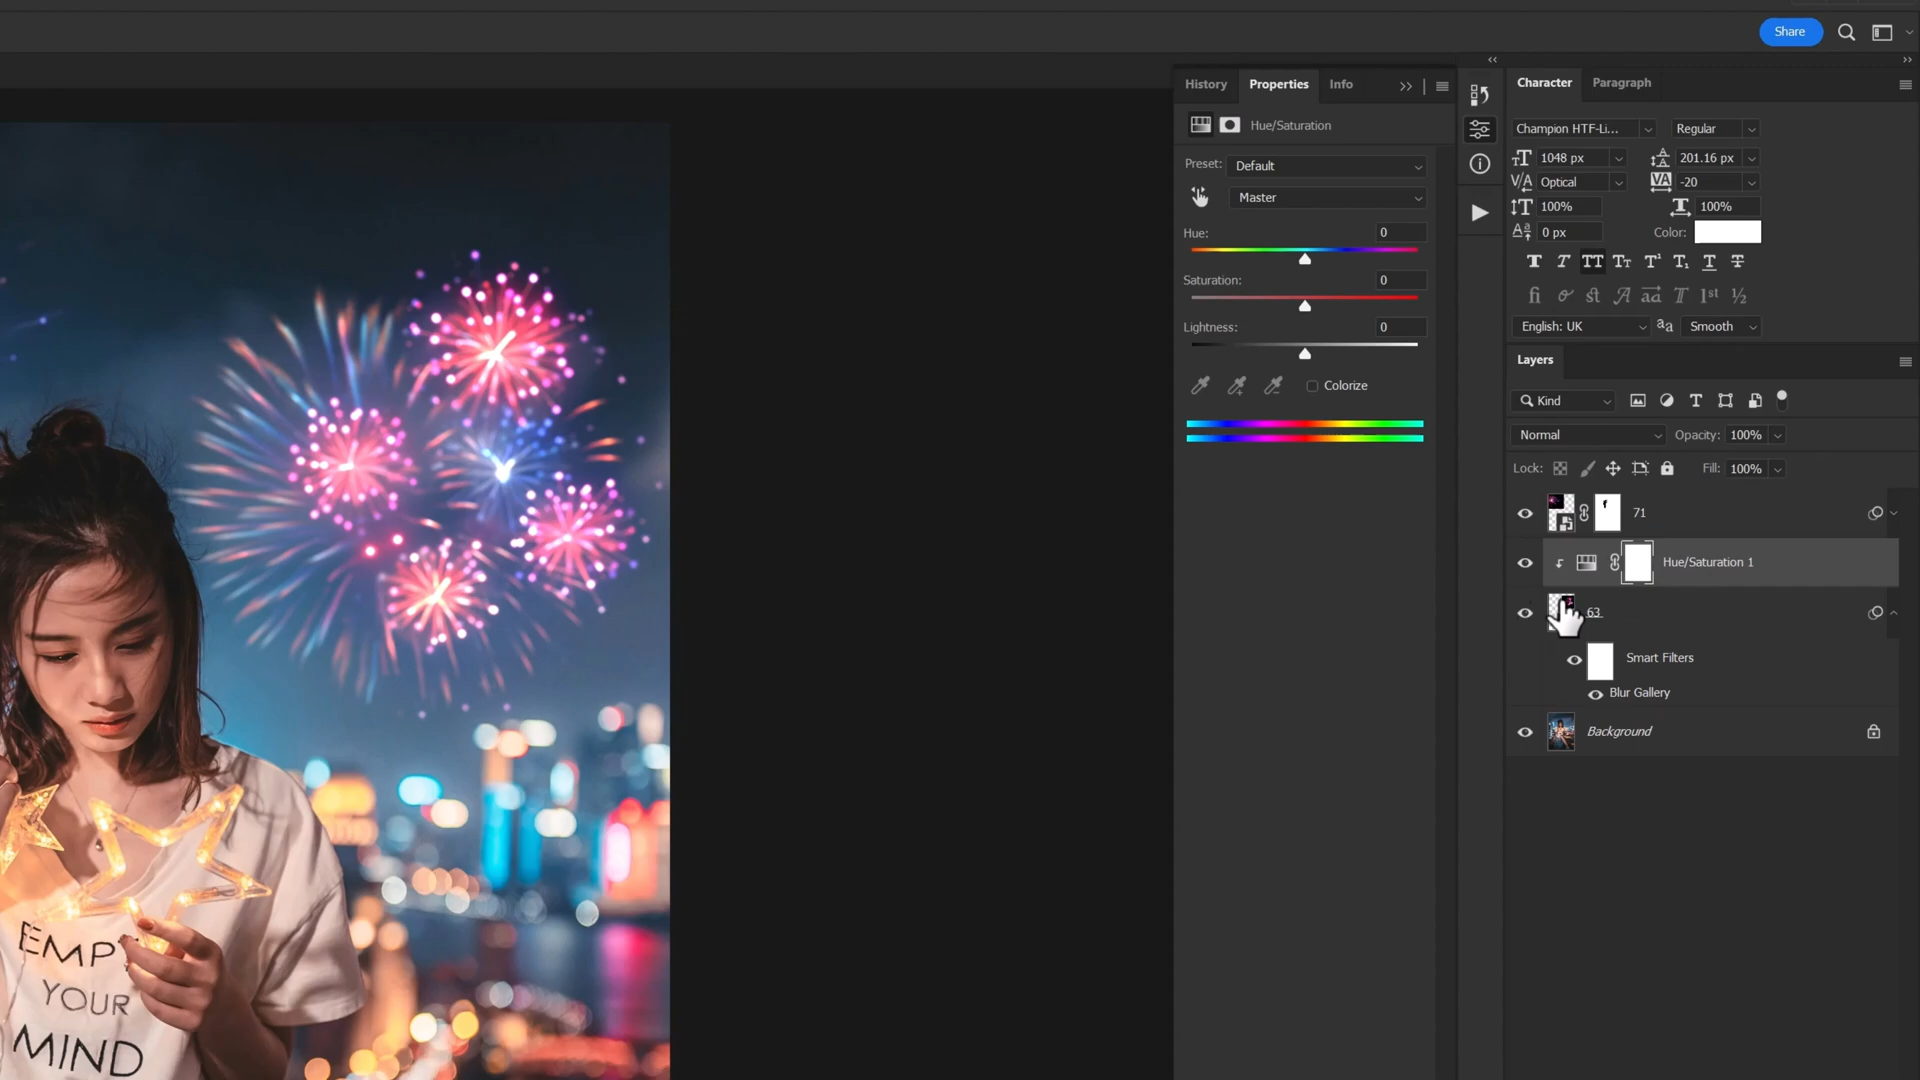 Share
History Properties Info
Hue/Saturation
Preset: Default
Master
Hue: 0
Saturation: 0
Lightness: 0
Colorize
Character Paragraph
Champion HTF-Li... Regular
1048 px 201.16 px
Optical -20
100% 100%
0 px Color:
English: UK Smooth
Layers
Kind
Normal Opacity: 100%
Lock: Fill: 100%
71
Hue/Saturation 1
63
Smart Filters
Blur Gallery
Background
EMP
YOUR
MIND